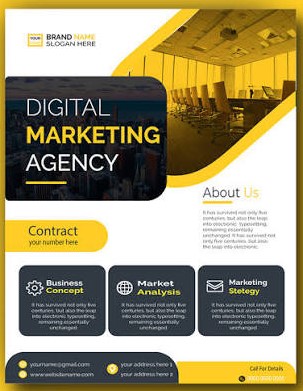 YOUR
BRAND NAME
SLOGAN HERE
DIGITAL
MARKETING
AGENCY
About Us
It has survived not only five
centuries, but also the leap
into electronic typesetting,
remaining essentially
unchanged. It has survived not
only five centuries, but also
the leap into electronic.
Contract
your number here
Business
Concept
It has survived not only five
centuries, but also the leap
into electronic typesetting,
remaining essentially
unchanged
Market
Analysis
It has survived not only five
centuries, but also the leap
into electronic typesetting,
remaining essentially
unchanged
Marketing
Stetegy
It has survived not only five
centuries, but also the leap
into electronic typesetting,
remaining essentially
unchanged
yourname@gmail.com
www.websitename.com
your address here
your address here
Call For Details